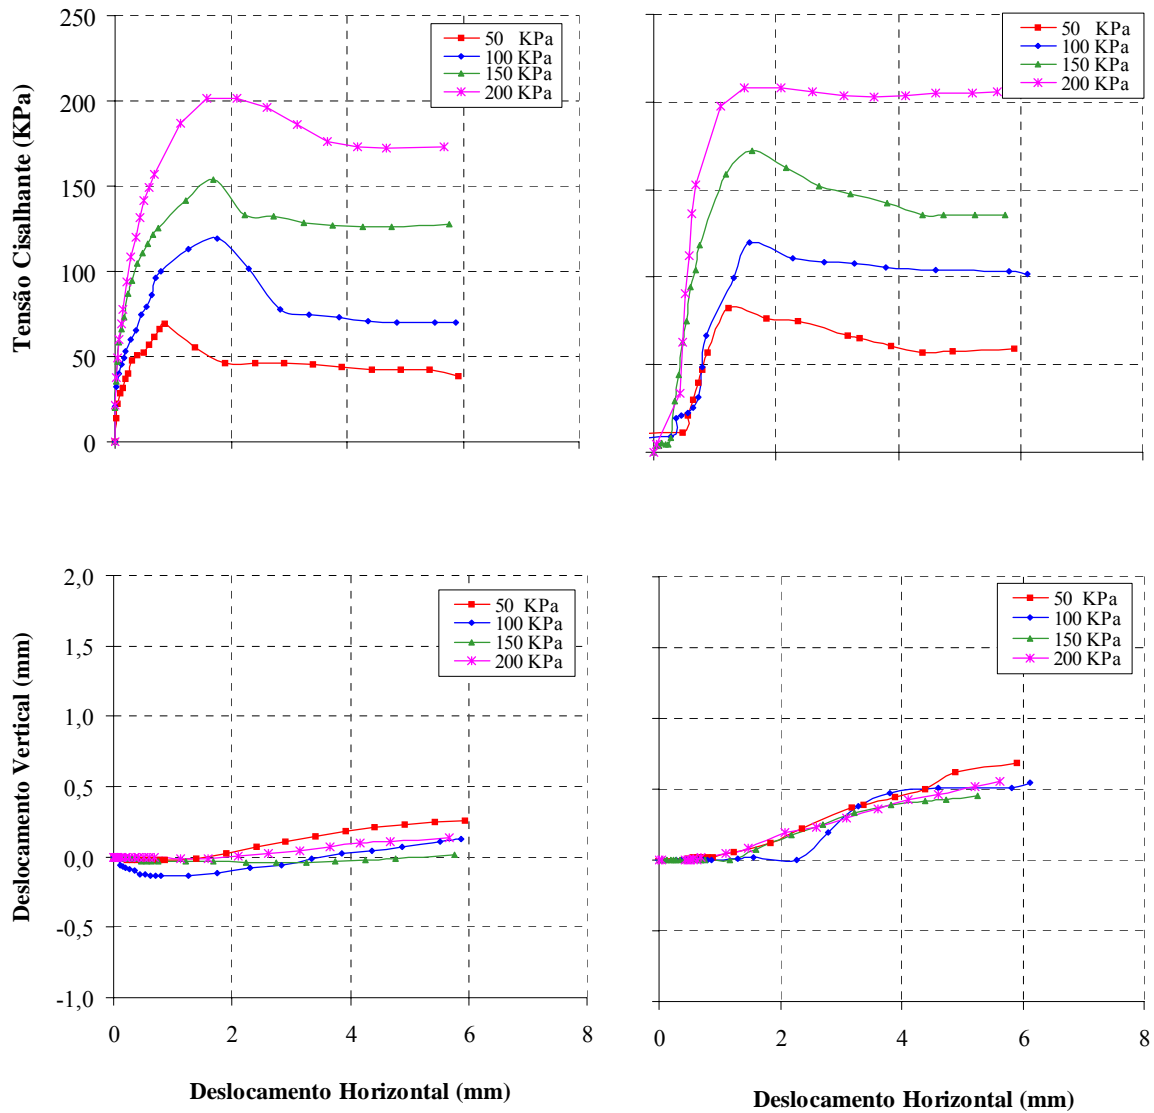 Tensão Cisalhante (KPa)
250
200
150
100
50
0
50 KPa
100 KPa
150 KPa
200 KPa
50 KPa
100 KPa
150 KPa
200 KPa
Deslocamento Vertical (mm)
2,0
1,5
1,0
0,5
0,0
-0,5
-1,0
50 KPa
100 KPa
150 KPa
200 KPa
0 2 4 6 8
Deslocamento Horizontal (mm)
50 KPa
100 KPa
150 KPa
200 KPa
0 2 4 6 8
Deslocamento Horizontal (mm)